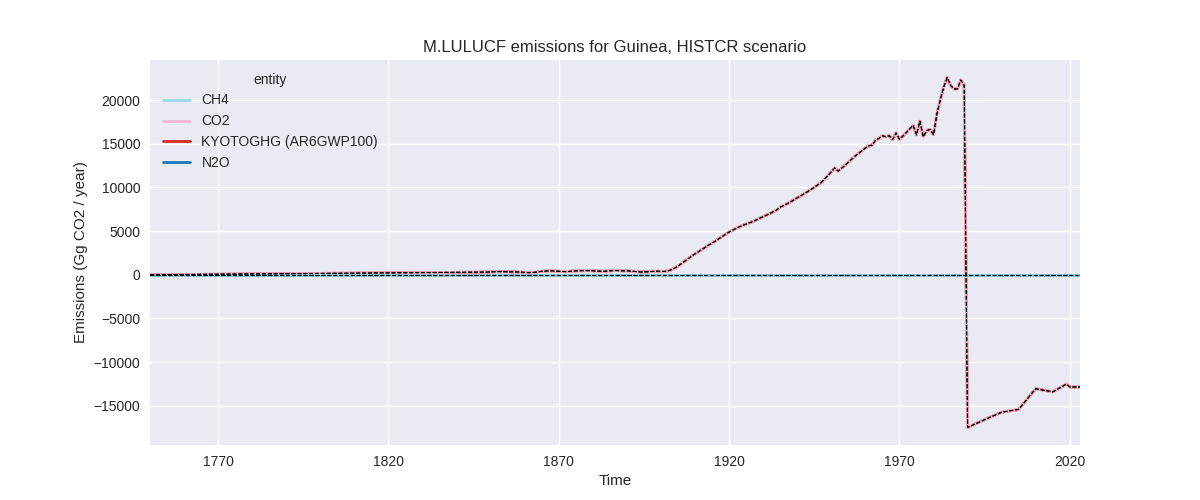 M.LULUCF emissions for Guinea, HISTCR scenario
entity
CH4
CO2
KYOTOGHG (AR6GWP100)
N2O
Emissions (Gg CO2 / year)
20000
15000
10000
5000
0
−5000
−10000
−15000
1770 1820 1870 1920 1970 2020
Time